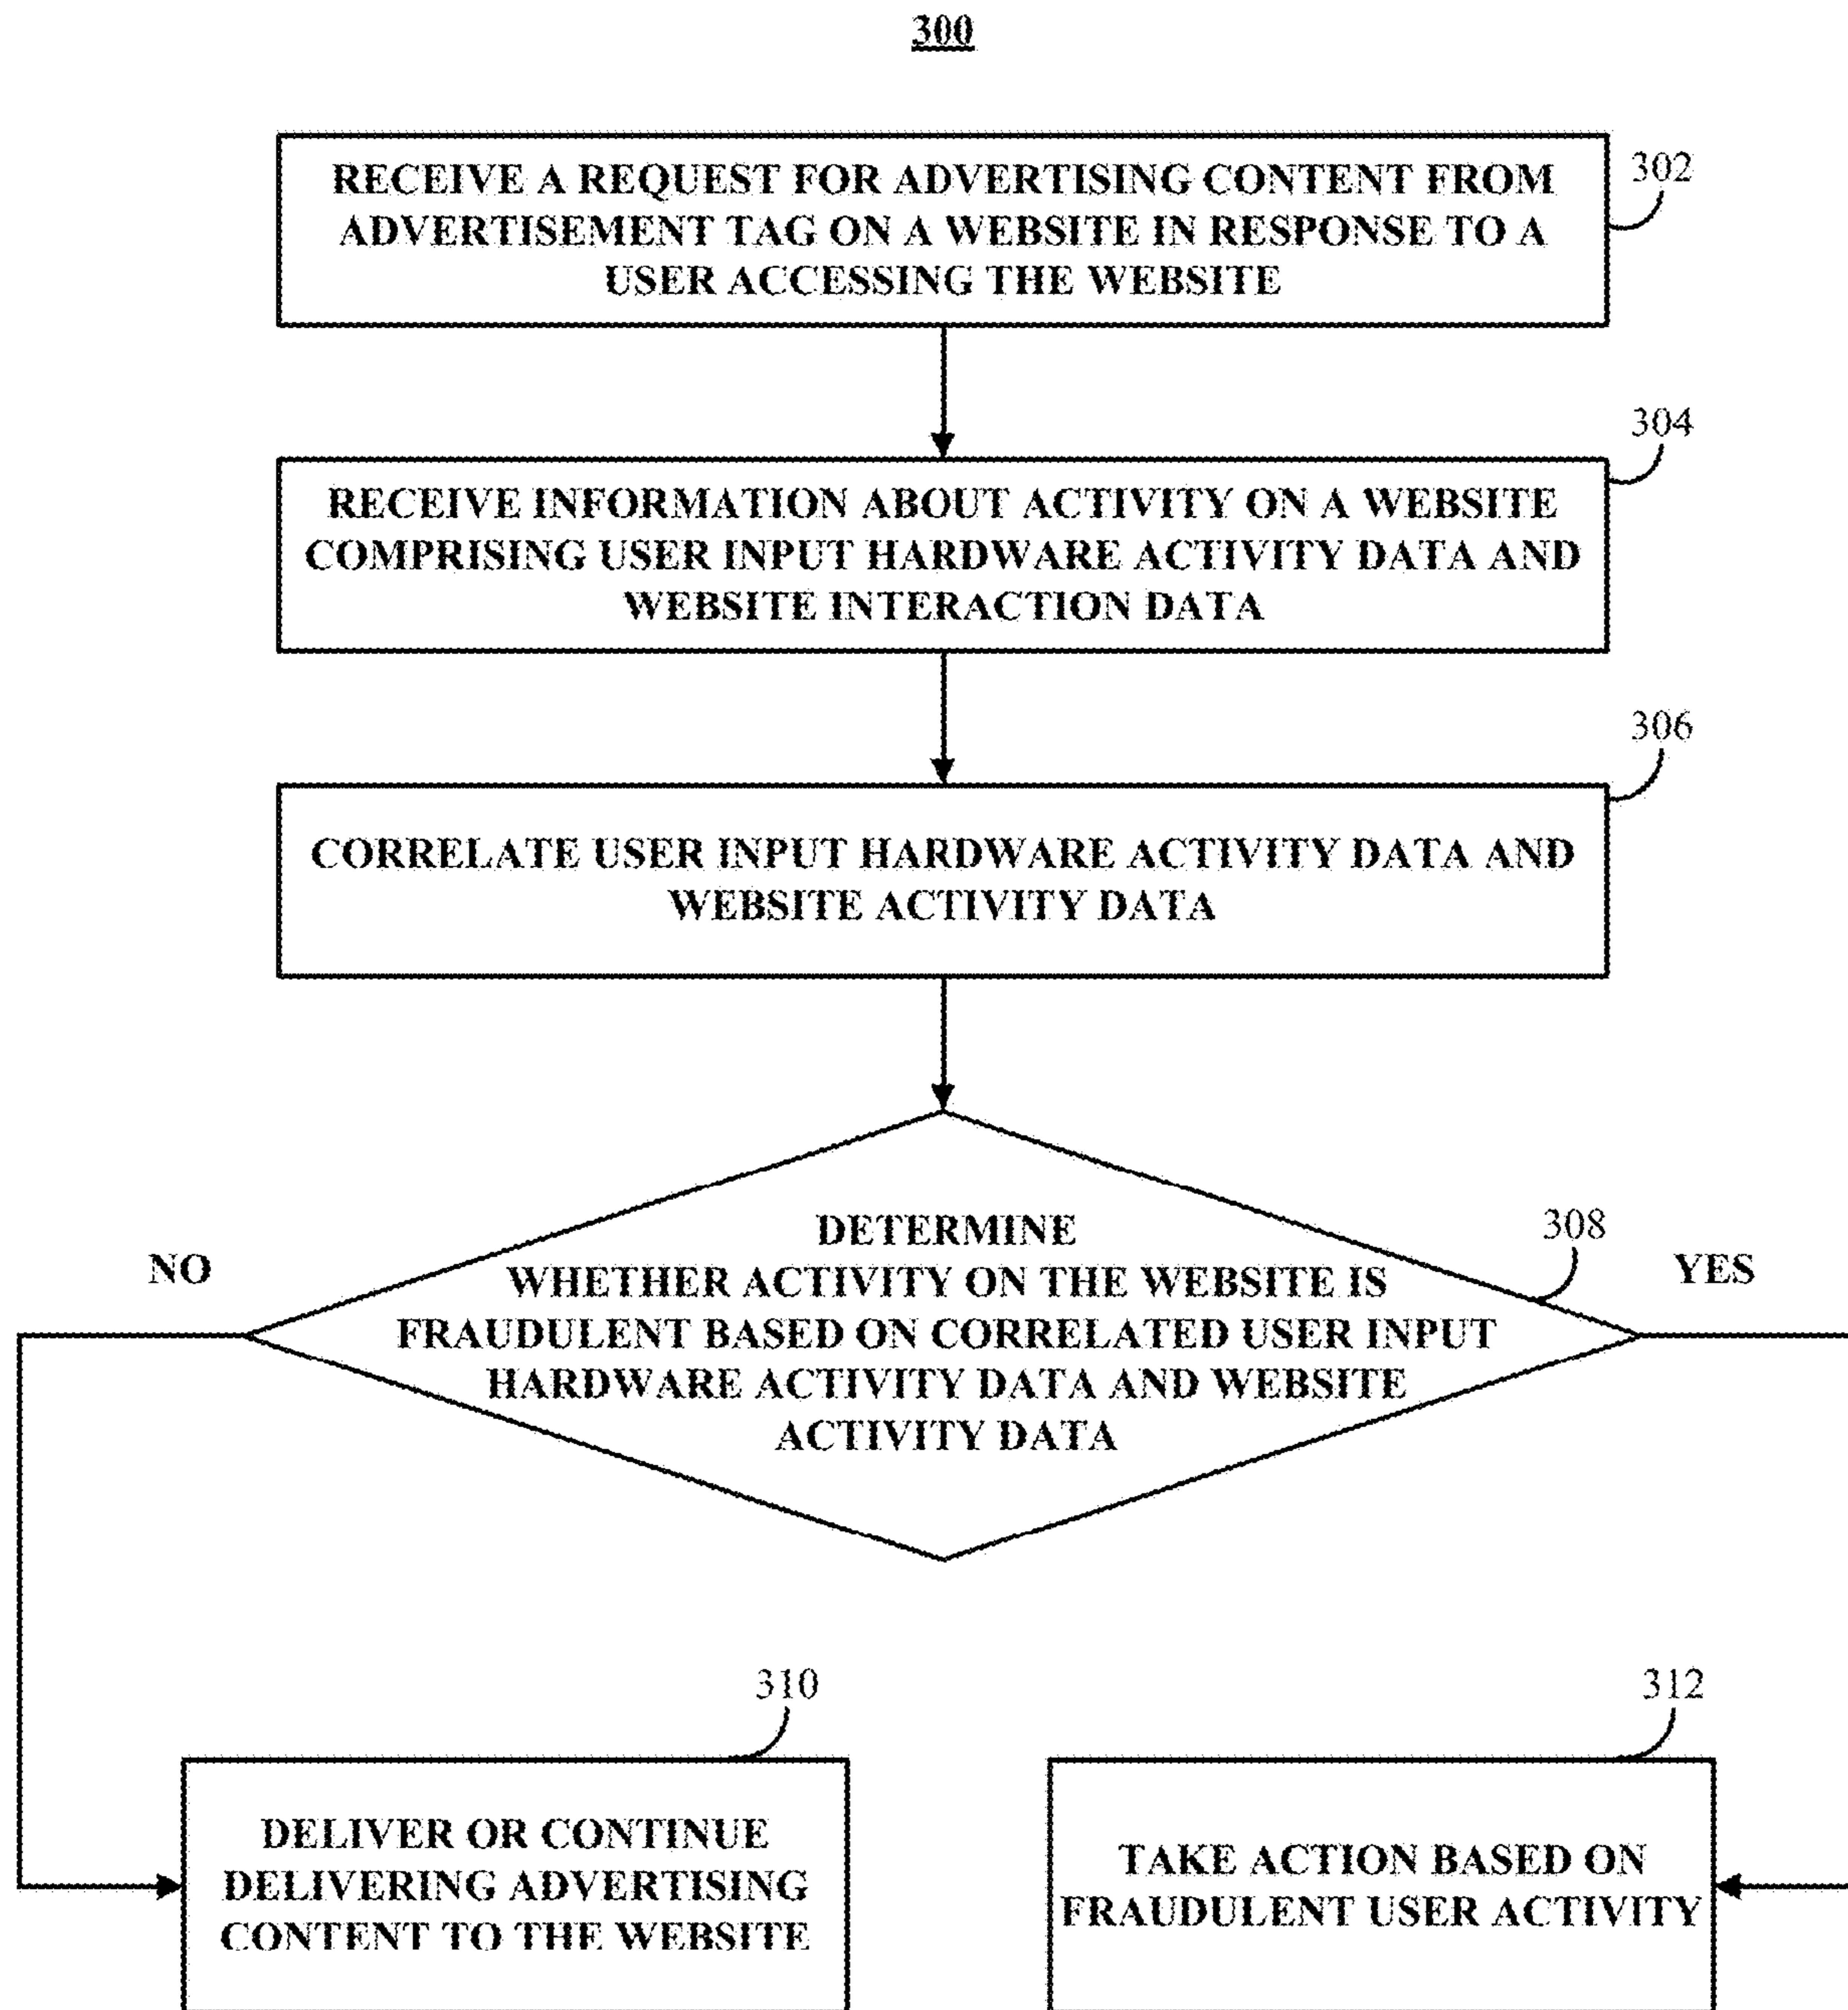 300
RECEIVE A REQUEST FOR ADVERTISING CONTENT FROM
ADVERTISEMENT TAG ON A WEBSITE IN RESPONSE TO A
USER ACCESSING THE WEBSITE
302
304
RECEIVE INFORMATION ABOUT ACTIVITY ON A WEBSITE
COMPRISING USER INPUT HARDWARE ACTIVITY DATA AND
WEBSITE INTERACTION DATA
306
CORRELATE USER INPUT HARDWARE ACTIVITY DATA AND
WEBSITE ACTIVITY DATA
308
NO
YES
DETERMINE
WHETHER ACTIVITY ON THE WEBSITE IS
FRAUDULENT BASED ON CORRELATED USER INPUT
HARDWARE ACTIVITY DATA AND WEBSITE
ACTIVITY DATA
310
DELIVER OR CONTINUE
DELIVERING ADVERTISING
CONTENT TO THE WEBSITE
312
TAKE ACTION BASED ON
FRAUDULENT USER ACTIVITY